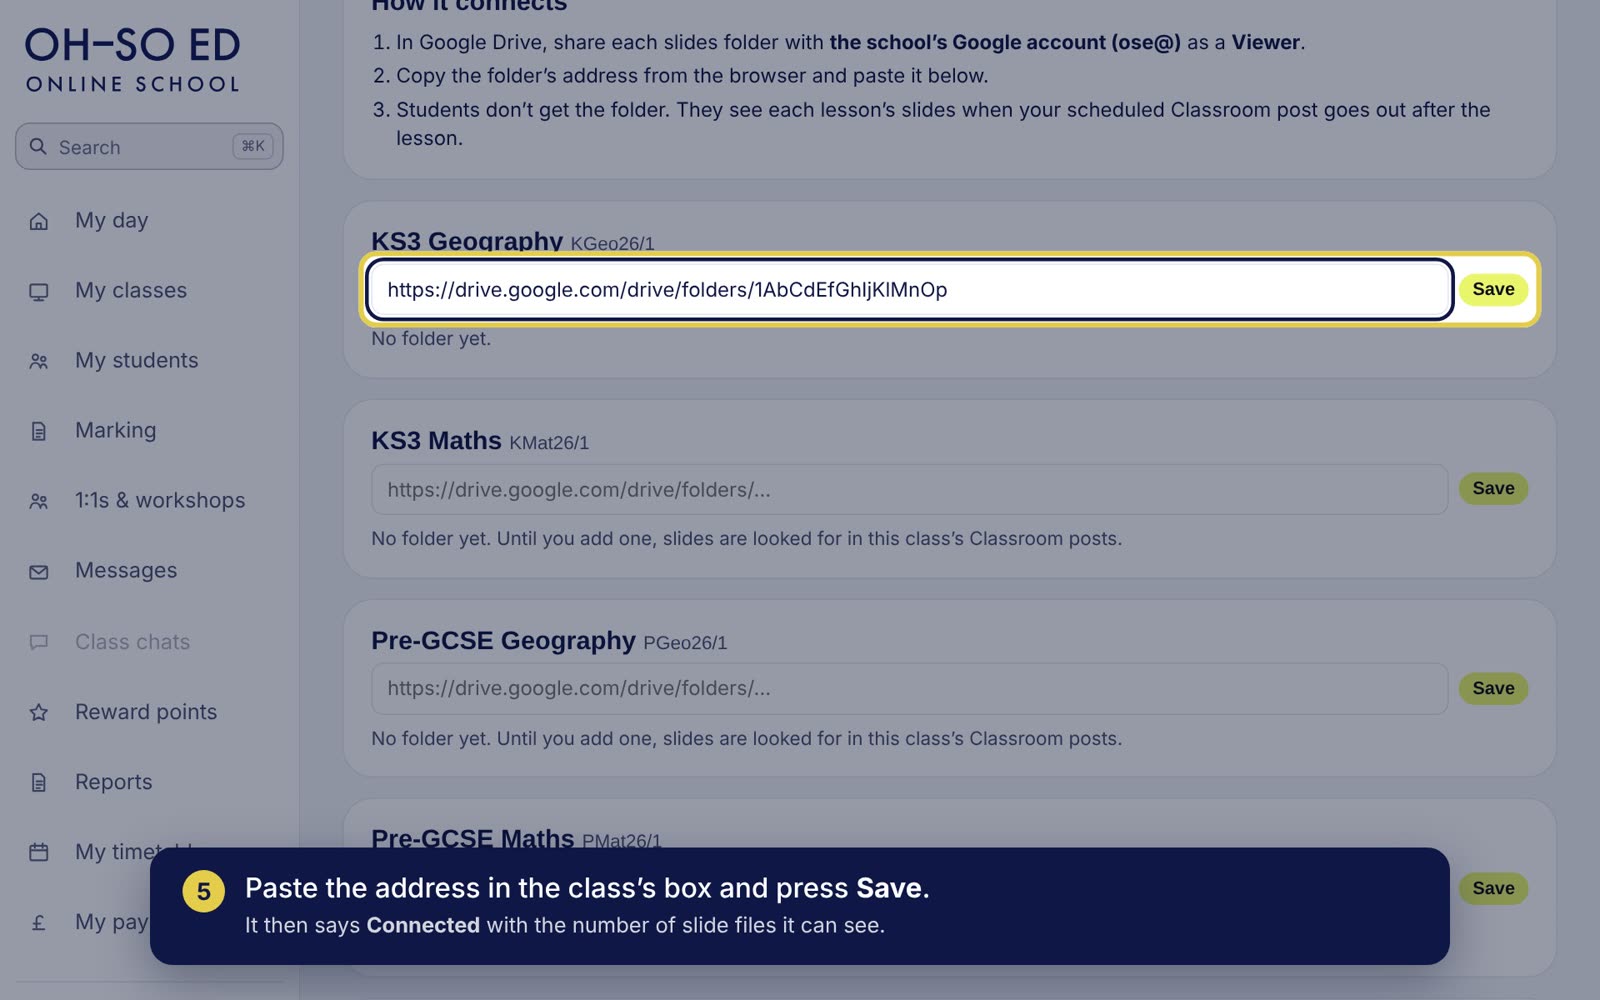 OH–SO ED
ONLINE SCHOOL
Search ⌘K
My day
My classes
My students
Marking
1:1s & workshops
Messages
Class chats
Reward points
Reports
My
My pay
How it connects
1. In Google Drive, share each slides folder with the school’s Google account (ose@) as a Viewer.
2. Copy the folder’s address from the browser and paste it below.
3. Students don’t get the folder. They see each lesson’s slides when your scheduled Classroom post goes out after the
lesson.
KS3 Geography KGeo26/1
https://drive.google.com/drive/folders/1AbCdEfGhIjKlMnOp Save
No folder yet.
KS3 Maths KMat26/1
https://drive.google.com/drive/folders/... Save
No folder yet. Until you add one, slides are looked for in this class’s Classroom posts.
Pre-GCSE Geography PGeo26/1
https://drive.google.com/drive/folders/... Save
No folder yet. Until you add one, slides are looked for in this class’s Classroom posts.
Pre-GCSE Maths PMat26/1
Save
5 Paste the address in the class’s box and press Save.
It then says Connected with the number of slide files it can see.